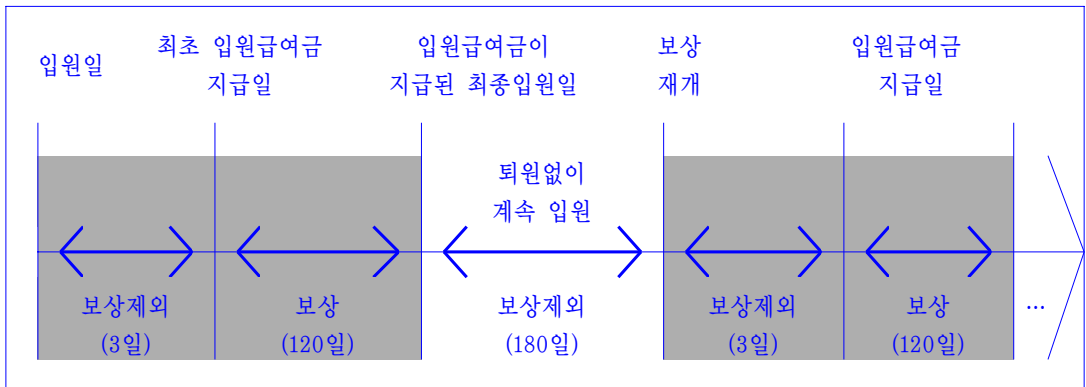 입원일
최초 입원급여금
지급일
입원급여금이
지급된 최종입원일
보상
재개
입원급여금
지급일
퇴원없이
계속 입원
보상제외
(3일)
보상
(120일)
보상제외
(180일)
보상제외
(3일)
보상
(120일)
…